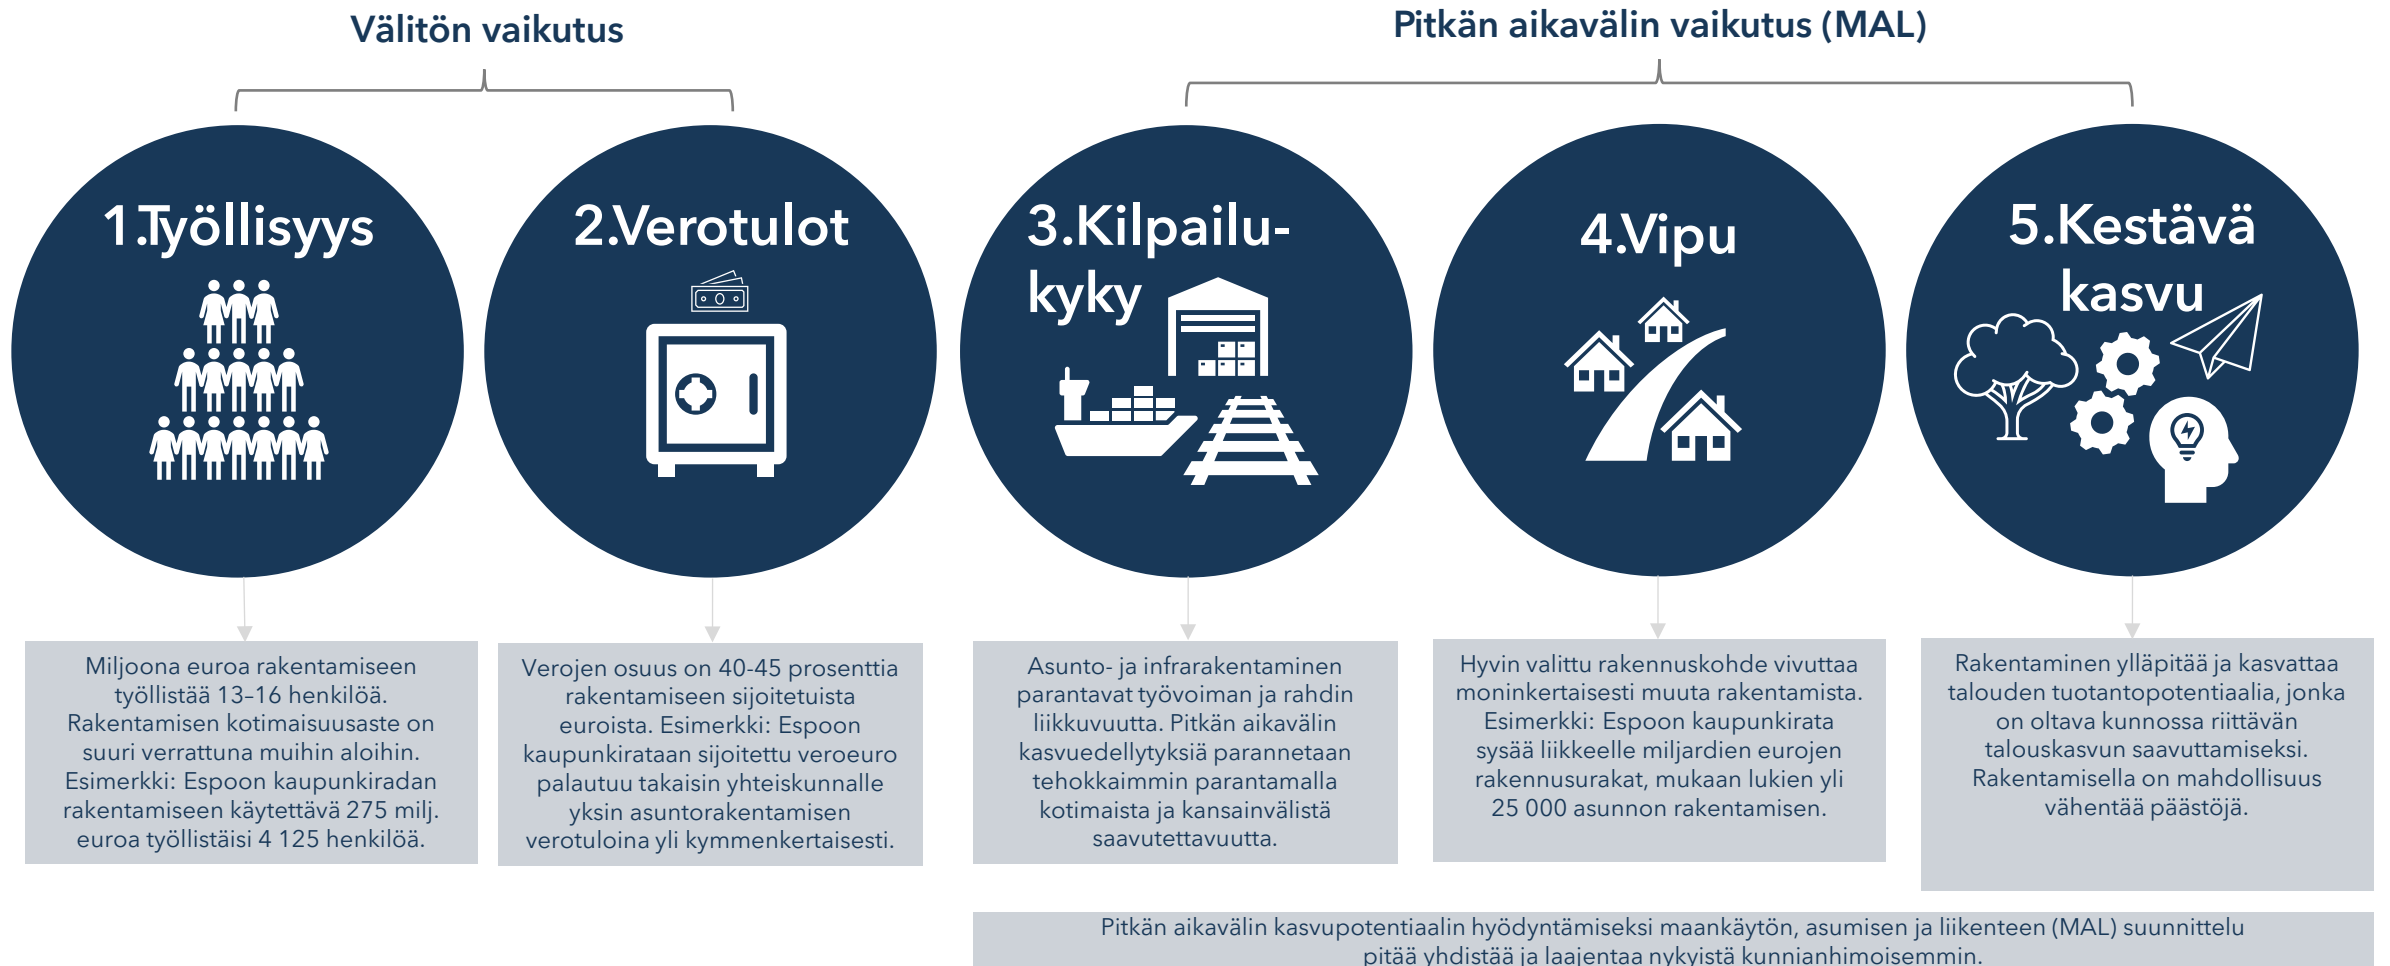 Välitön vaikutus
Pitkän aikavälin vaikutus (MAL)
1.Työllisyys
2.Verotulot
3.Kilpailu-
kyky
4.Vipu
5.Kestävä
kasvu
Miljoona euroa rakentamiseen
työllistää 13–16 henkilöä.
Rakentamisen kotimaisuusaste on
suuri verrattuna muihin aloihin.
Esimerkki: Espoon kaupunkiradan
rakentamiseen käytettävä 275 milj.
euroa työllistäisi 4 125 henkilöä.
Verojen osuus on 40-45 prosenttia
rakentamiseen sijoitetuista
euroista. Esimerkki: Espoon
kaupunkirataan sijoitettu veroeuro
palautuu takaisin yhteiskunnalle
yksin asuntorakentamisen
verotuloina yli kymmenkertaisesti.
Asunto- ja infrarakentaminen
parantavat työvoiman ja rahdin
liikkuvuutta. Pitkän aikavälin
kasvuedellytyksiä parannetaan
tehokkaimmin parantamalla
kotimaista ja kansainvälistä
saavutettavuutta.
Hyvin valittu rakennuskohde vivuttaa
moninkertaisesti muuta rakentamista.
Esimerkki: Espoon kaupunkirata
sysää liikkeelle miljardien eurojen
rakennusurakat, mukaan lukien yli
25 000 asunnon rakentamisen.
Rakentaminen ylläpitää ja kasvattaa
talouden tuotantopotentiaalia, jonka
on oltava kunnossa riittävän
talouskasvun saavuttamiseksi.
Rakentamisella on mahdollisuus
vähentää päästöjä.
Pitkän aikavälin kasvupotentiaalin hyödyntämiseksi maankäytön, asumisen ja liikenteen (MAL) suunnittelu
pitää yhdistää ja laajentaa nykyistä kunnianhimoisemmin.